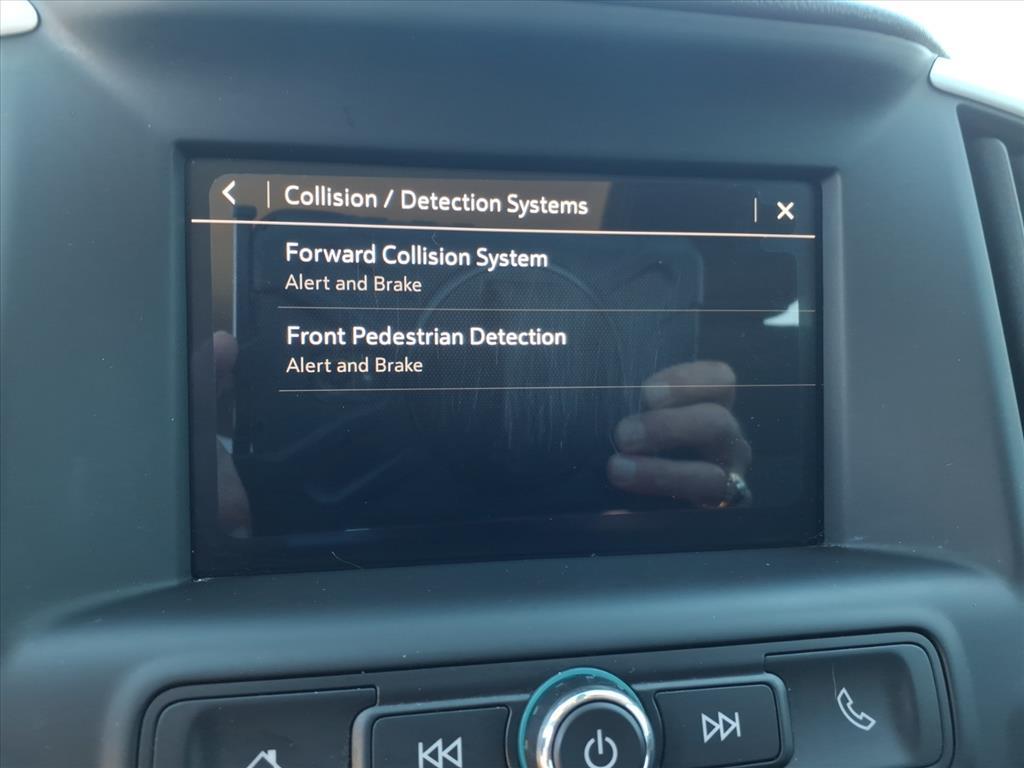 Collision / Detection Systems
Forward Collision System
Alert and Brake
Front Pedestrian Detection
Alert and Brake